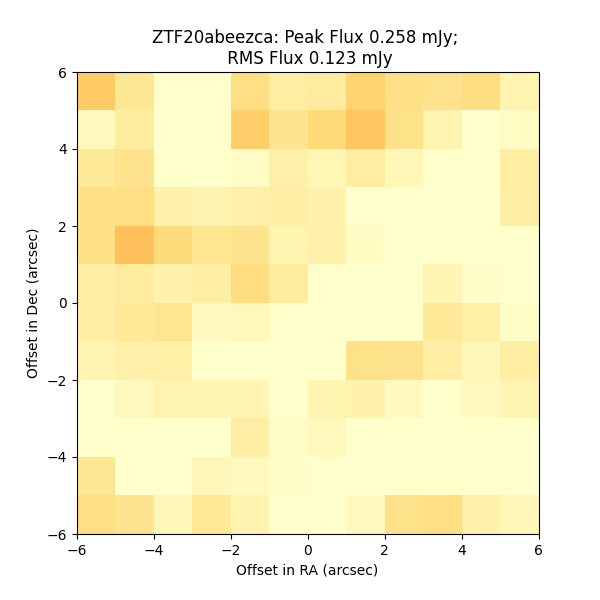 ZTF20abeezca: Peak Flux 0.258 mJy;
RMS Flux 0.123 mJy
6
4
2
0
−2
−4
−6
Offset in Dec (arcsec)
−6 −4 −2 0 2 4 6
Offset in RA (arcsec)